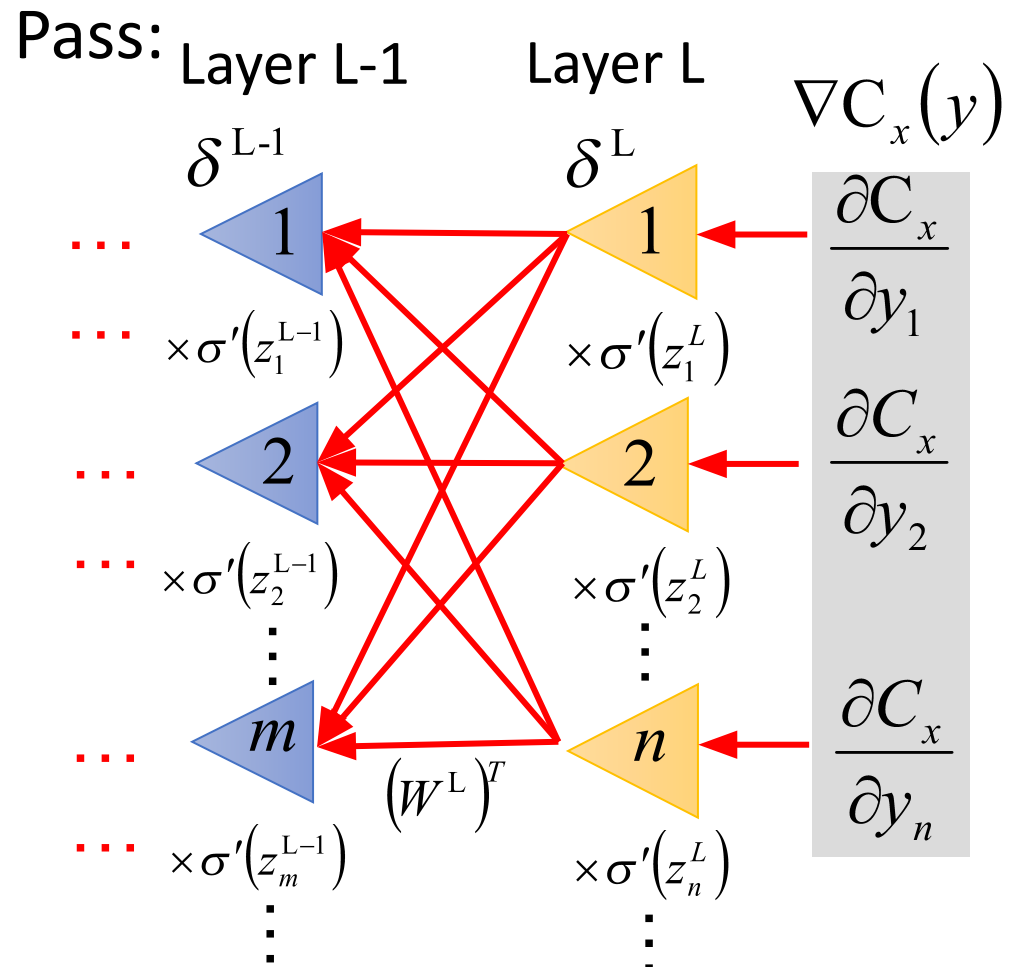 Pass:
Layer L-1 Layer L
∇C_x(y)
δ^{L-1} δ^L
∂C_x/∂y_1
… 1 1
… ×σ′(z_1^{L-1}) ×σ′(z_1^L)
∂C_x/∂y_2
… 2 2
… ×σ′(z_2^{L-1}) ×σ′(z_2^L)
⋮ ⋮
∂C_x/∂y_n
… m n
(W^L)^T
… ×σ′(z_m^{L-1}) ×σ′(z_n^L)
⋮ ⋮